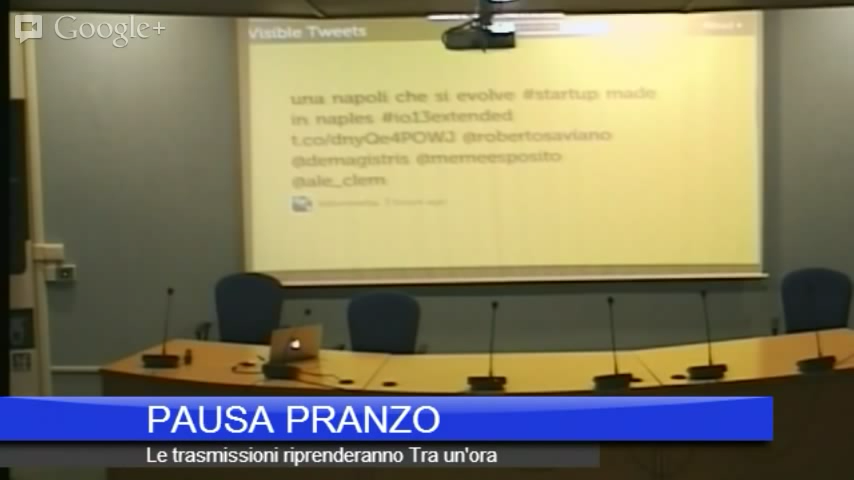 Google+
Visible Tweets
una napoli che si evolve #startup made
in naples #io13extended
t.co/dnyQe4POWJ @robertosaviano
@demagistris @memeesposito
@ale_clem
PAUSA PRANZO
Le trasmissioni riprenderanno Tra un'ora